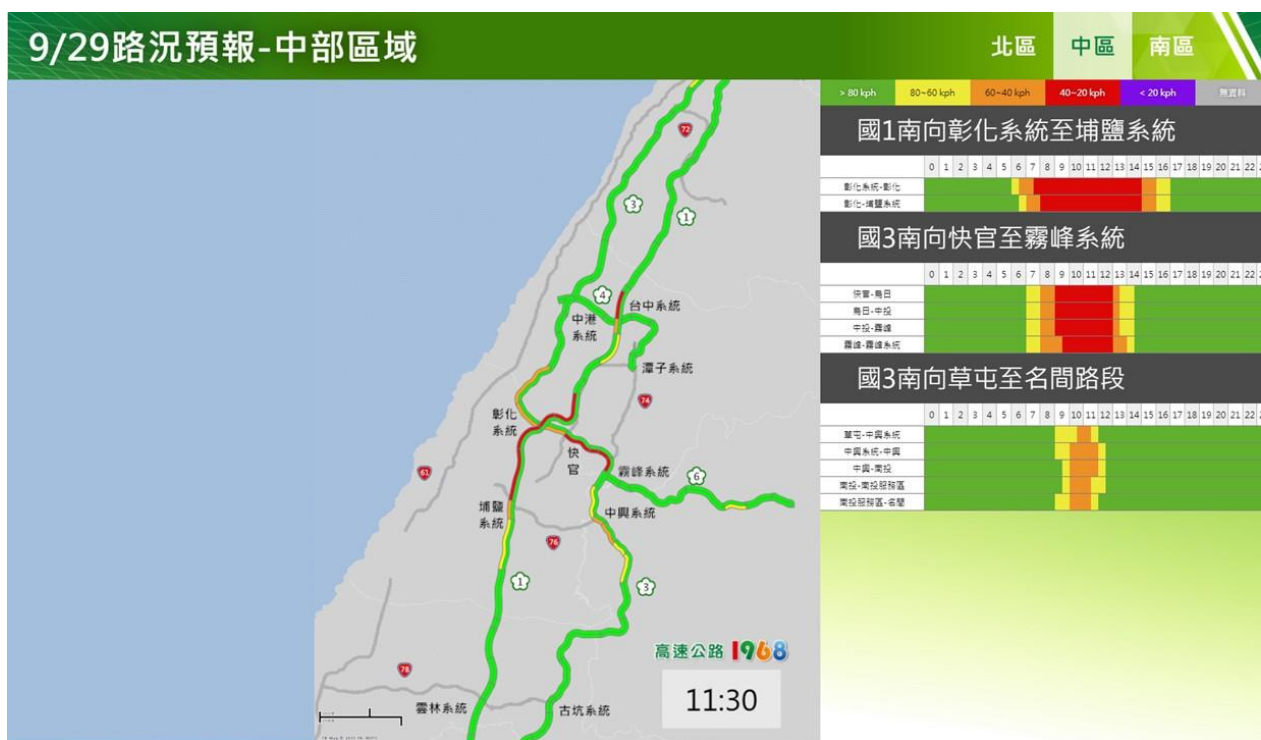 9/29路況預報-中部區域
北區 中區 南區
> 80 kph 80~60 kph 60~40 kph 40~20 kph < 20 kph 無資料
國1南向彰化系統至埔鹽系統
0 1 2 3 4 5 6 7 8 9 10 11 12 13 14 15 16 17 18 19 20 21 22
彰化系統-彰化
彰化-埔鹽系統
國3南向快官至霧峰系統
0 1 2 3 4 5 6 7 8 9 10 11 12 13 14 15 16 17 18 19 20 21 22
快官-烏日
烏日-中投
中投-霧峰
霧峰-霧峰系統
國3南向草屯至名間路段
0 1 2 3 4 5 6 7 8 9 10 11 12 13 14 15 16 17 18 19 20 21 22
草屯-中興系統
中興系統-中興
中興-南投
南投-南投服務區
南投服務區-名間
72
3
1
4
台中系統
中港
系統
潭子系統
74
彰化
系統
快
官
霧峰系統
6
61
埔鹽
系統
中興系統
76
1
3
高速公路 1968
78
11:30
雲林系統
古坑系統